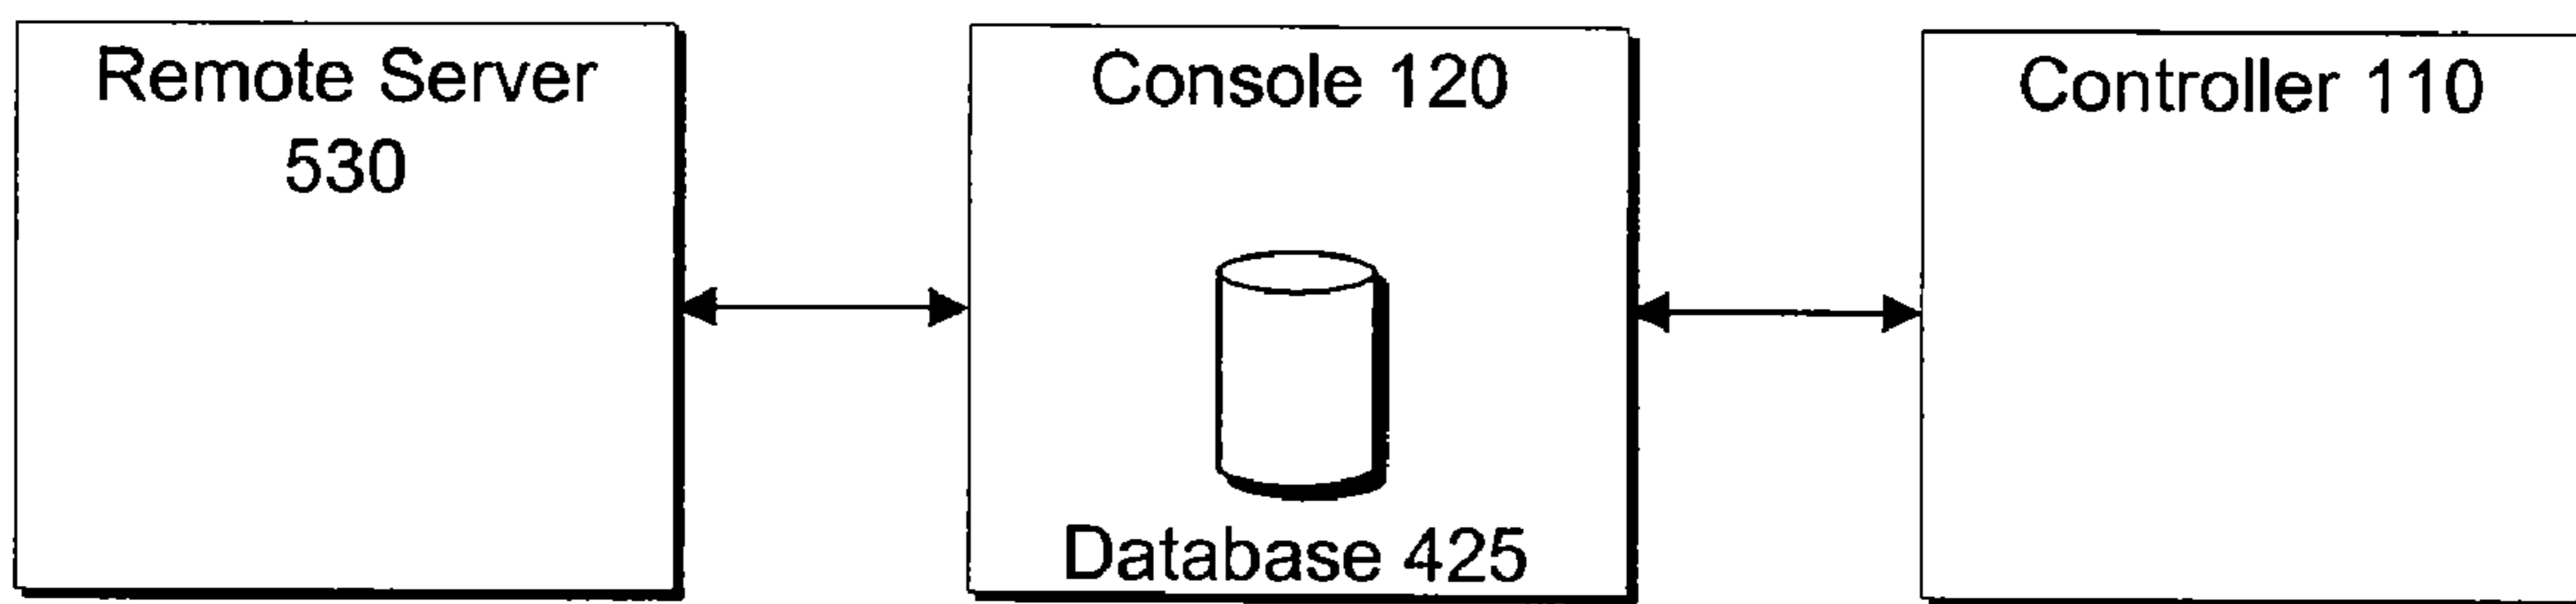 Remote Server
530
Console 120
Database 425
Controller 110